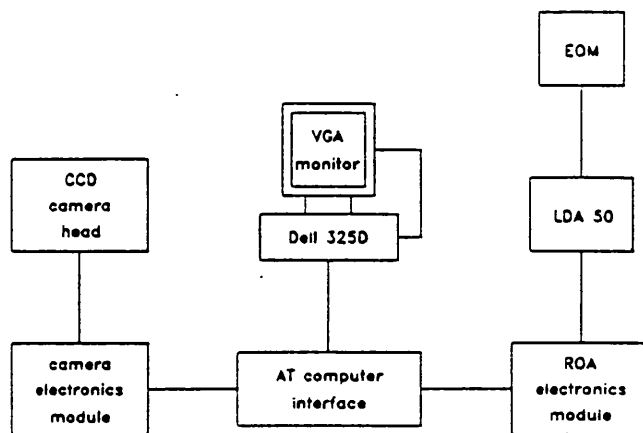 EOM
VGA
monitor
CCD
camera
head
Dell 325D
LDA 50
camera
electronics
module
AT computer
interface
ROA
electronics
module